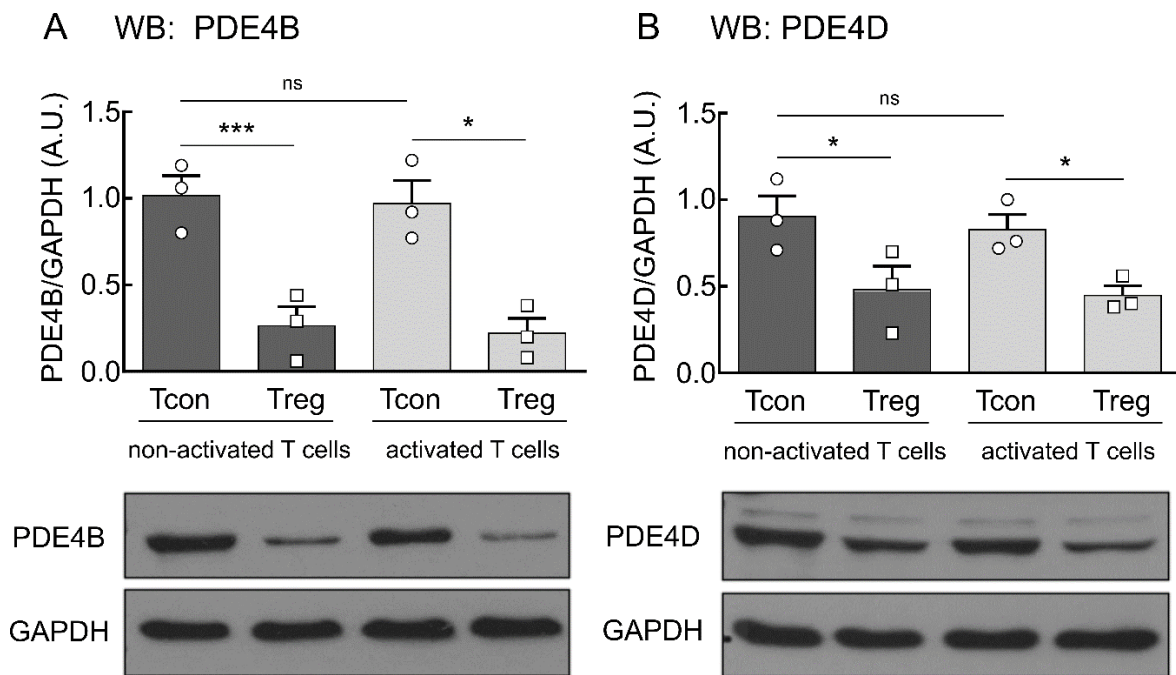 A WB: PDE4B
ns
***
*
PDE4B/GAPDH (A.U.)
1.5
1.0
0.5
0.0
Tcon Treg Tcon Treg
non-activated T cells activated T cells
PDE4B
GAPDH
B WB: PDE4D
ns
*
*
PDE4D/GAPDH (A.U.)
1.5
1.0
0.5
0.0
Tcon Treg Tcon Treg
non-activated T cells activated T cells
PDE4D
GAPDH